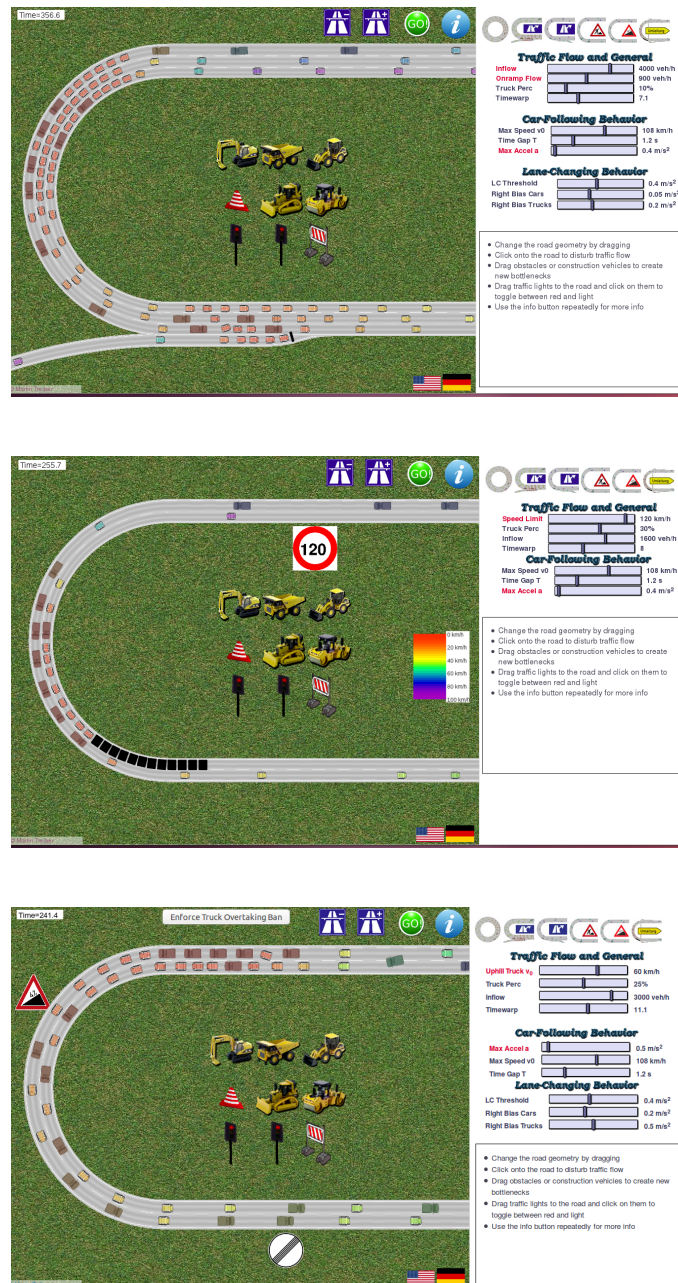 Time=356.6
GO!
i
Umleitung
Traffic Flow and General
Inflow 4000 veh/h
Onramp Flow 900 veh/h
Truck Perc 10%
Timewarp 7.1
Car-Following Behavior
Max Speed v0 108 km/h
Time Gap T 1.2 s
Max Accel a 0.4 m/s²
Lane-Changing Behavior
LC Threshold 0.4 m/s²
Right Bias Cars 0.05 m/s²
Right Bias Trucks 0.2 m/s²
• Change the road geometry by dragging
• Click onto the road to disturb traffic flow
• Drag obstacles or construction vehicles to create
new bottlenecks
• Drag traffic lights to the road and click on them to
toggle between red and light
• Use the info button repeatedly for more info
© Martin Treiber
Time=255.7
GO!
i
Umleitung
120
Traffic Flow and General
Speed Limit 120 km/h
Truck Perc 30%
Inflow 1600 veh/h
Timewarp 8
Car-Following Behavior
Max Speed v0 108 km/h
Time Gap T 1.2 s
Max Accel a 0.4 m/s²
0 km/h
20 km/h
40 km/h
60 km/h
80 km/h
100 km/h
• Change the road geometry by dragging
• Click onto the road to disturb traffic flow
• Drag obstacles or construction vehicles to create
new bottlenecks
• Drag traffic lights to the road and click on them to
toggle between red and light
• Use the info button repeatedly for more info
© Martin Treiber
Time=241.4
Enforce Truck Overtaking Ban
GO!
i
Umleitung
Traffic Flow and General
Uphill Truck v₀ 60 km/h
Truck Perc 25%
Inflow 3000 veh/h
Timewarp 11.1
Car-Following Behavior
Max Accel a 0.5 m/s²
Max Speed v0 108 km/h
Time Gap T 1.2 s
Lane-Changing Behavior
LC Threshold 0.4 m/s²
Right Bias Cars 0.2 m/s²
Right Bias Trucks 0.5 m/s²
• Change the road geometry by dragging
• Click onto the road to disturb traffic flow
• Drag obstacles or construction vehicles to create new
bottlenecks
• Drag traffic lights to the road and click on them to
toggle between red and light
• Use the info button repeatedly for more info